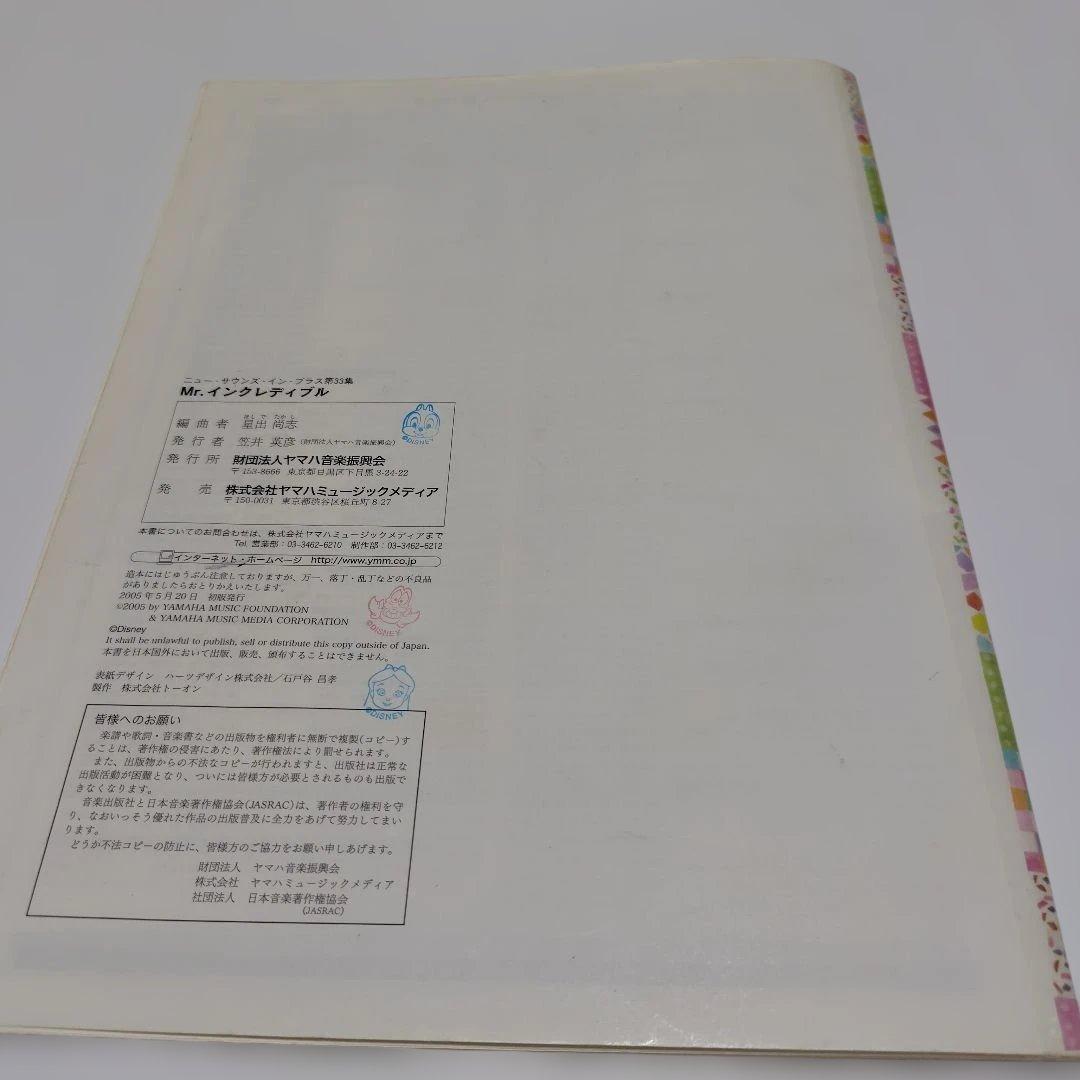 ニュー・サウンズ・イン・ブラス第33集
Mr.インクレディブル
ほし で たか し
編曲者 星出 尚志
発行者 笠井 英彦(財団法人ヤマハ音楽振興会)
発行所 財団法人ヤマハ音楽振興会
〒153-8666 東京都目黒区下目黒3-24-22
発売 株式会社ヤマハミュージックメディア
〒150-0031 東京都渋谷区桜丘町8-27
©DISNEY
本書についてのお問合わせは、株式会社ヤマハミュージックメディアまで
Tel. 営業部:03-3462-6210 制作部:03-3462-5212
インターネット・ホームページ http://www.ymm.co.jp
造本にはじゅうぶん注意しておりますが、万一、落丁・乱丁などの不良品
がありましたらおとりかえいたします。
2005年5月20日 初版発行
©2005 by YAMAHA MUSIC FOUNDATION
& YAMAHA MUSIC MEDIA CORPORATION
©DISNEY
©Disney
It shall be unlawful to publish, sell or distribute this copy outside of Japan.
本書を日本国外において出版、販売、頒布することはできません。
表紙デザイン ハーツデザイン株式会社/石戸谷 昌孝
製作 株式会社トーオン
©DISNEY
皆様へのお願い
楽譜や歌詞・音楽書などの出版物を権利者に無断で複製(コピー)す
ることは、著作権の侵害にあたり、著作権法により罰せられます。
また、出版物からの不法なコピーが行われますと、出版社は正常な
出版活動が困難となり、ついには皆様方が必要とされるものも出版で
きなくなります。
音楽出版社と日本音楽著作権協会(JASRAC)は、著作者の権利を守
り、なおいっそう優れた作品の出版普及に全力をあげて努力してまい
ります。
どうか不法コピーの防止に、皆様方のご協力をお願い申しあげます。
財団法人 ヤマハ音楽振興会
株式会社 ヤマハミュージックメディア
社団法人 日本音楽著作権協会
(JASRAC)